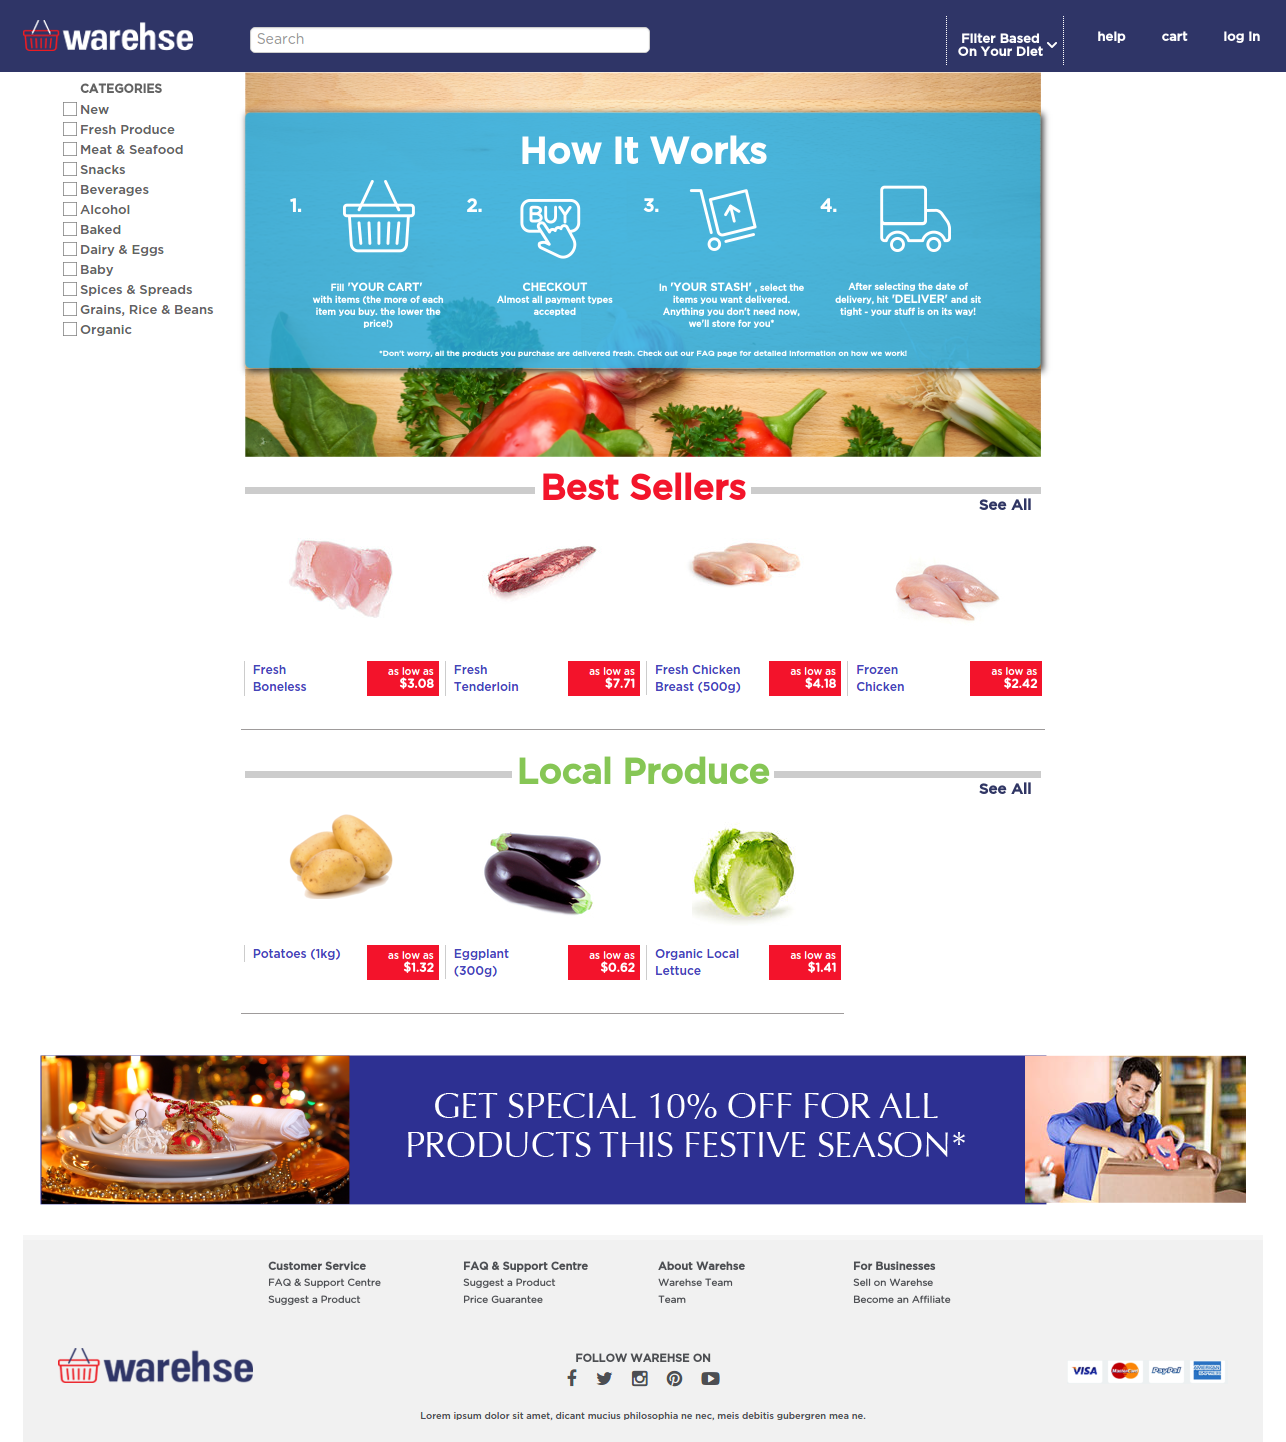 warehse
Search
Filter Based
On Your Diet
help
cart
log in
CATEGORIES
New
Fresh Produce
Meat & Seafood
Snacks
Beverages
Alcohol
Baked
Dairy & Eggs
Baby
Spices & Spreads
Grains, Rice & Beans
Organic
How It Works
1.
2.
BUY
3.
4.
Fill 'YOUR CART'
with items (the more of each
item you buy. the lower the
price!)
CHECKOUT
Almost all payment types
accepted
In 'YOUR STASH' , select the
items you want delivered.
Anything you don't need now,
we'll store for you*
After selecting the date of
delivery, hit 'DELIVER' and sit
tight - your stuff is on its way!
*Don't worry, all the products you purchase are delivered fresh. Check out our FAQ page for detailed information on how we work!
Best Sellers
See All
Fresh
Boneless
as low as
$3.08
Fresh
Tenderloin
as low as
$7.71
Fresh Chicken
Breast (500g)
as low as
$4.18
Frozen
Chicken
as low as
$2.42
Local Produce
See All
Potatoes (1kg)
as low as
$1.32
Eggplant
(300g)
as low as
$0.62
Organic Local
Lettuce
as low as
$1.41
GET SPECIAL 10% OFF FOR ALL
PRODUCTS THIS FESTIVE SEASON*
Customer Service
FAQ & Support Centre
Suggest a Product
FAQ & Support Centre
Suggest a Product
Price Guarantee
About Warehse
Warehse Team
Team
For Businesses
Sell on Warehse
Become an Affiliate
warehse
FOLLOW WAREHSE ON
VISA
MasterCard
PayPal
AMERICAN EXPRESS
Lorem ipsum dolor sit amet, dicant mucius philosophia ne nec, meis debitis gubergren mea ne.